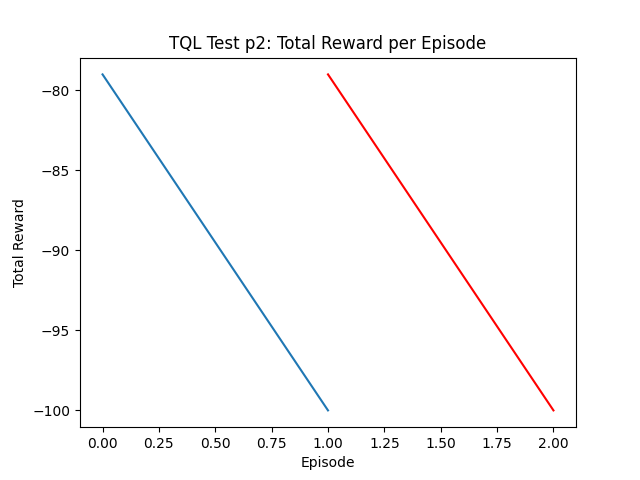 TQL Test p2: Total Reward per Episode
Total Reward
−80
−85
−90
−95
−100
0.00 0.25 0.50 0.75 1.00 1.25 1.50 1.75 2.00
Episode